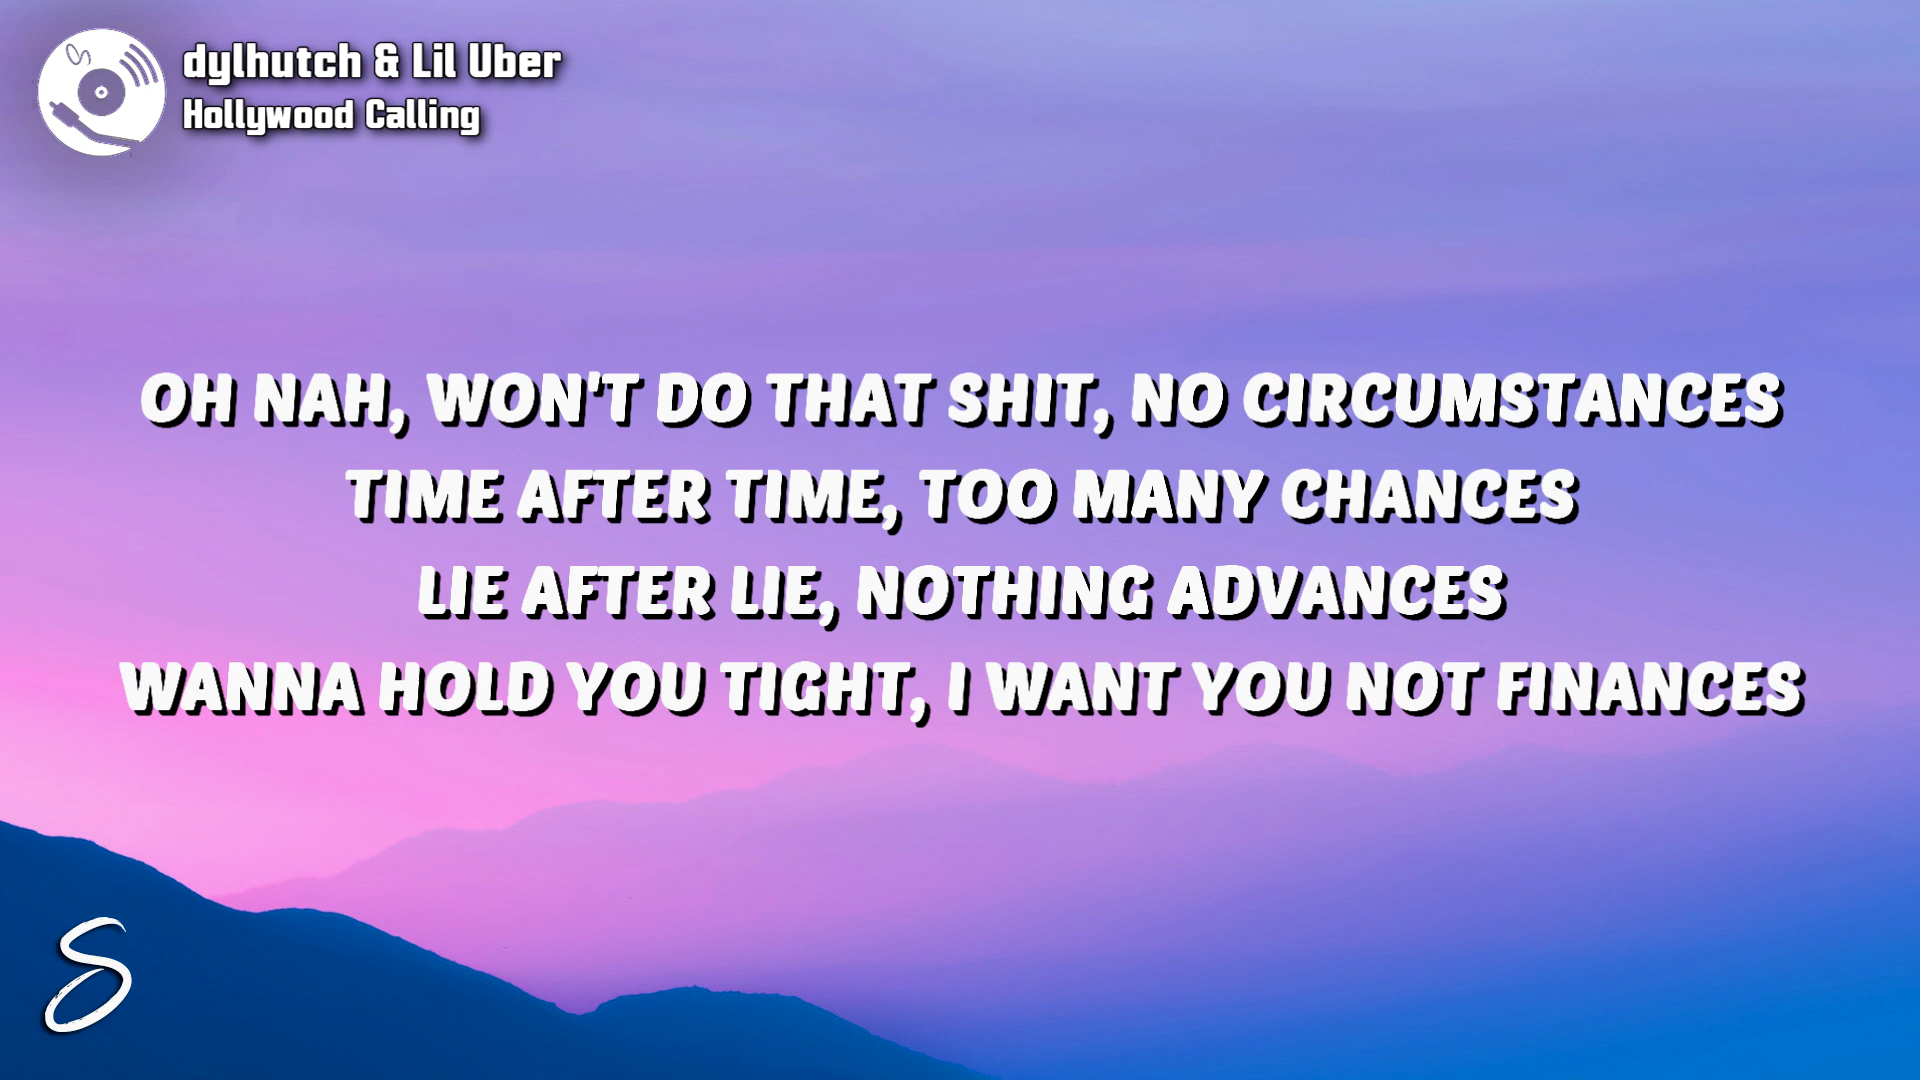 dylhutch & Lil Uber
Hollywood Calling
OH NAH, WON'T DO THAT SHIT, NO CIRCUMSTANCES
TIME AFTER TIME, TOO MANY CHANCES
LIE AFTER LIE, NOTHING ADVANCES
WANNA HOLD YOU TIGHT, I WANT YOU NOT FINANCES
S